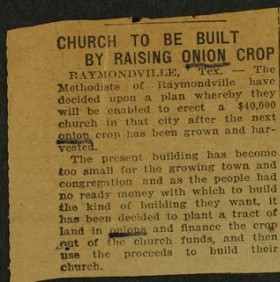 CHURCH TO BE BUILT
BY RAISING ONION CROP
RAYMONDVILLE, Tex. — The
Methodists of Raymondville have
decided upon a plan whereby they
will be enabled to erect a $40,000
church in that city after the next
onion crop has been grown and har-
vested.
The present building has become
too small for the growing town and
congregation and as the people had
no ready money with which to build
the kind of building they want, it
has been decided to plant a tract of
land in onions and finance the crop
out of the church funds, and then
use the proceeds to build their
church.